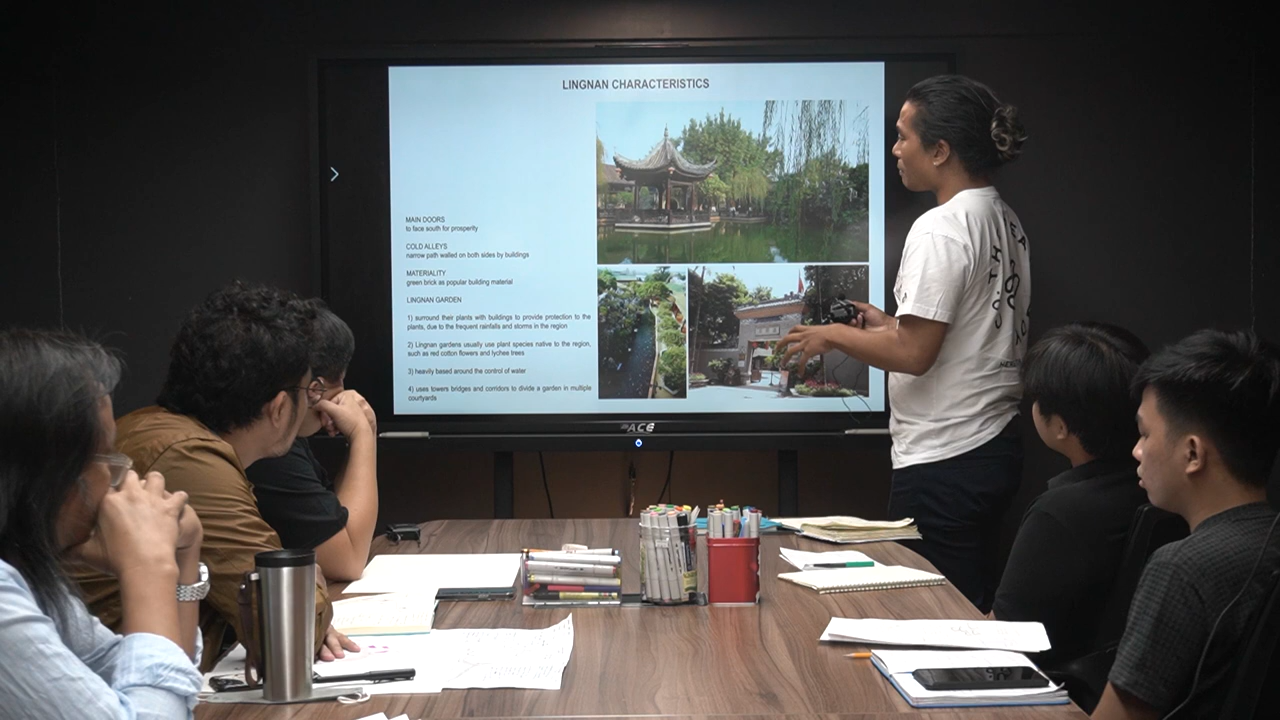 LINGNAN CHARACTERISTICS
MAIN DOORS
to face south for prosperity
COLD ALLEYS
narrow path walled on both sides by buildings
MATERIALITY
green brick as popular building material
LINGNAN GARDEN
1) surround their plants with buildings to provide protection to the
plants, due to the frequent rainfalls and storms in the region
2) Lingnan gardens usually use plant species native to the region,
such as red cotton flowers and lychee trees
3) heavily based around the control of water
4) uses towers bridges and corridors to divide a garden in multiple
courtyards
ACE